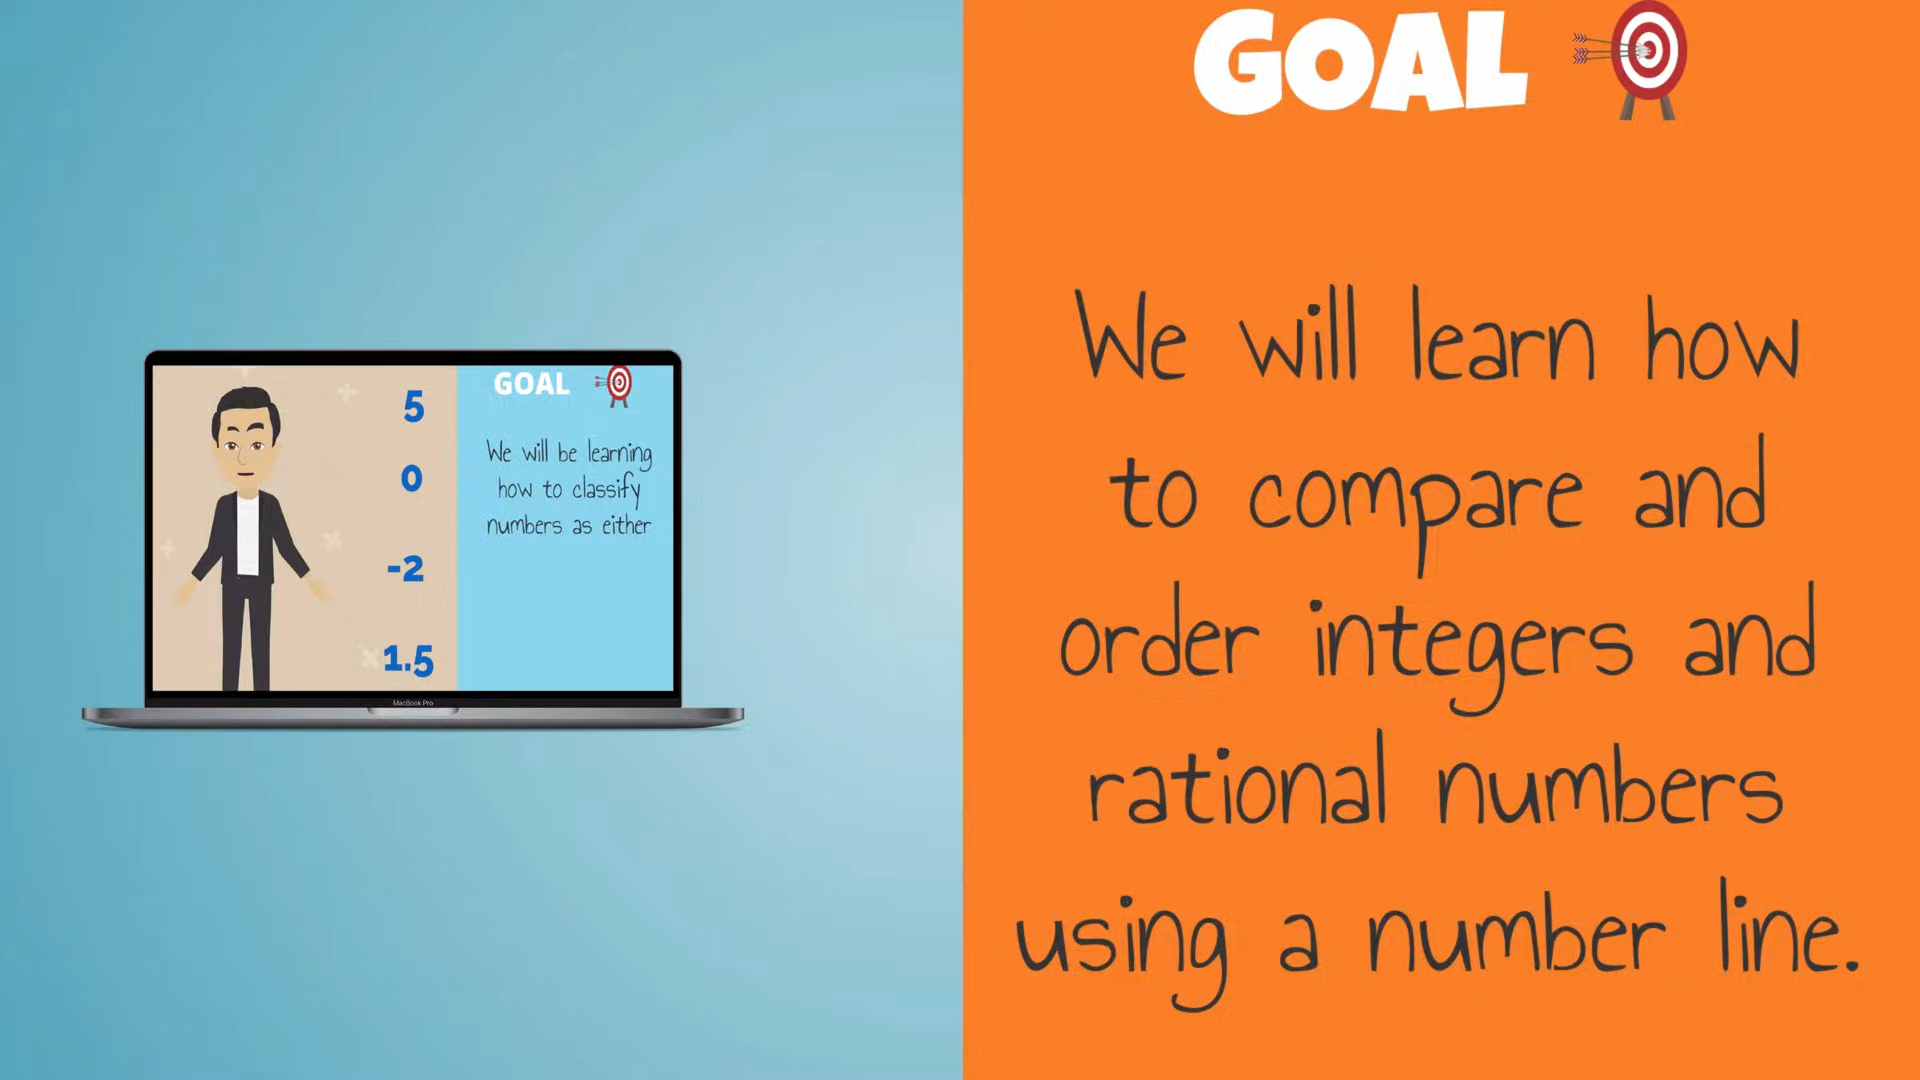 GOAL
We will learn how
to compare and
order integers and
rational numbers
using a number line.
5
0
-2
1.5
GOAL
We will be learning
how to classify
numbers as either
MacBook Pro